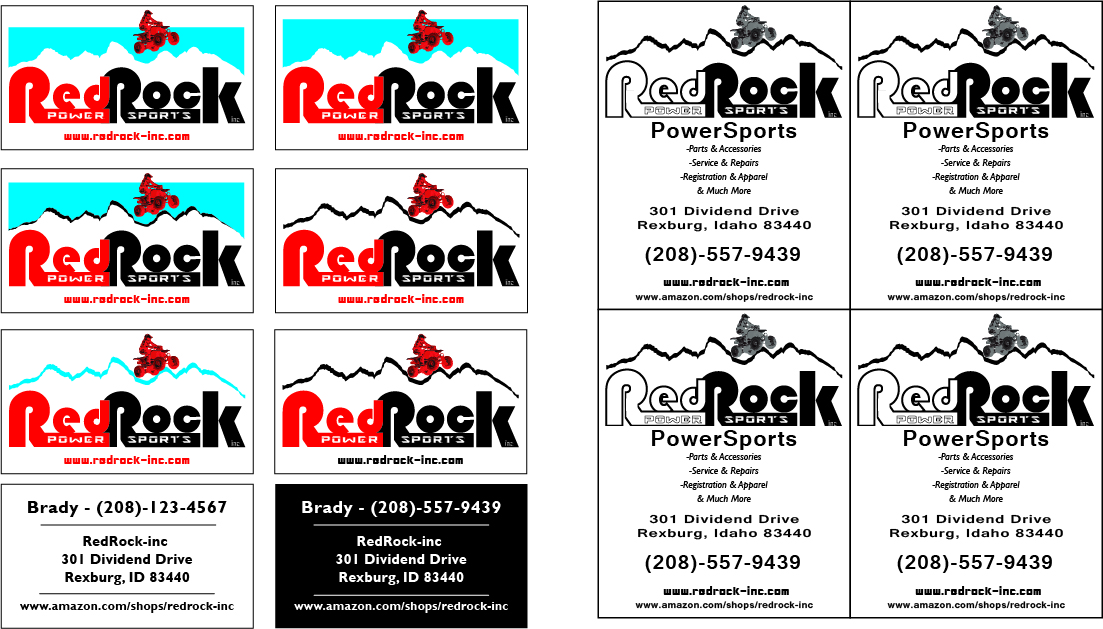 RedRock
POWER SPORTS
inc
www.redrock-inc.com
RedRock
POWER SPORTS
inc
www.redrock-inc.com
RedRock
POWER SPORTS
inc
www.redrock-inc.com
RedRock
POWER SPORTS
inc
www.redrock-inc.com
RedRock
POWER SPORTS
inc
www.redrock-inc.com
RedRock
POWER SPORTS
inc
www.redrock-inc.com
Brady - (208)-123-4567
RedRock-inc
301 Dividend Drive
Rexburg, ID 83440
www.amazon.com/shops/redrock-inc
Brady - (208)-557-9439
RedRock-inc
301 Dividend Drive
Rexburg, ID 83440
www.amazon.com/shops/redrock-inc
RedRock
POWER SPORTS
inc
PowerSports
-Parts & Accessories
-Service & Repairs
-Registration & Apparel
& Much More
301 Dividend Drive
Rexburg, Idaho 83440
(208)-557-9439
www.redrock-inc.com
www.amazon.com/shops/redrock-inc
RedRock
POWER SPORTS
inc
PowerSports
-Parts & Accessories
-Service & Repairs
-Registration & Apparel
& Much More
301 Dividend Drive
Rexburg, Idaho 83440
(208)-557-9439
www.redrock-inc.com
www.amazon.com/shops/redrock-inc
RedRock
POWER SPORTS
inc
PowerSports
-Parts & Accessories
-Service & Repairs
-Registration & Apparel
& Much More
301 Dividend Drive
Rexburg, Idaho 83440
(208)-557-9439
www.redrock-inc.com
www.amazon.com/shops/redrock-inc
RedRock
POWER SPORTS
inc
PowerSports
-Parts & Accessories
-Service & Repairs
-Registration & Apparel
& Much More
301 Dividend Drive
Rexburg, Idaho 83440
(208)-557-9439
www.redrock-inc.com
www.amazon.com/shops/redrock-inc